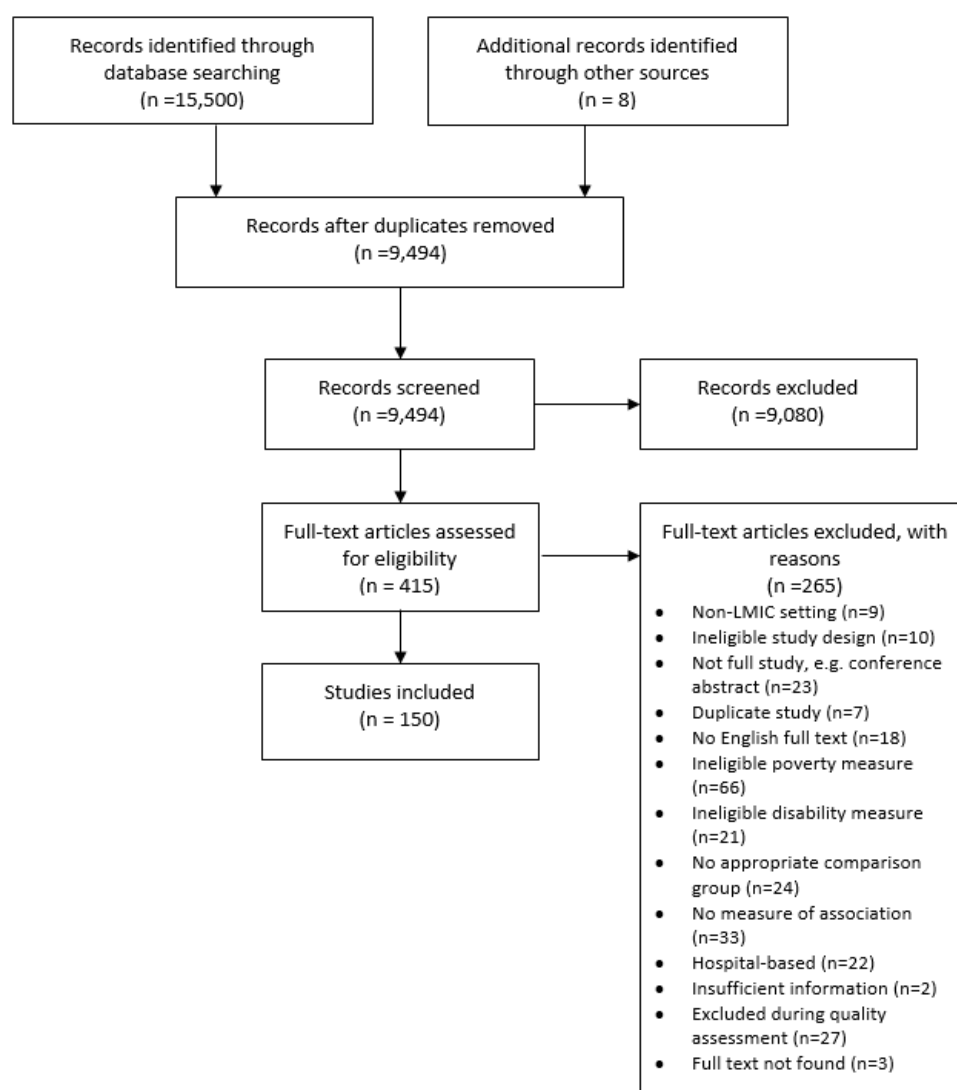 Records identified through
database searching
(n =15,500)
Additional records identified
through other sources
(n = 8)
Records after duplicates removed
(n =9,494)
Records screened
(n =9,494)
Records excluded
(n =9,080)
Full-text articles assessed
for eligibility
(n = 415)
Full-text articles excluded, with
reasons
(n =265)
• Non-LMIC setting (n=9)
• Ineligible study design (n=10)
• Not full study, e.g. conference
abstract (n=23)
• Duplicate study (n=7)
• No English full text (n=18)
• Ineligible poverty measure
(n=66)
• Ineligible disability measure
(n=21)
• No appropriate comparison
group (n=24)
• No measure of association
(n=33)
• Hospital-based (n=22)
• Insufficient information (n=2)
• Excluded during quality
assessment (n=27)
• Full text not found (n=3)
Studies included
(n = 150)